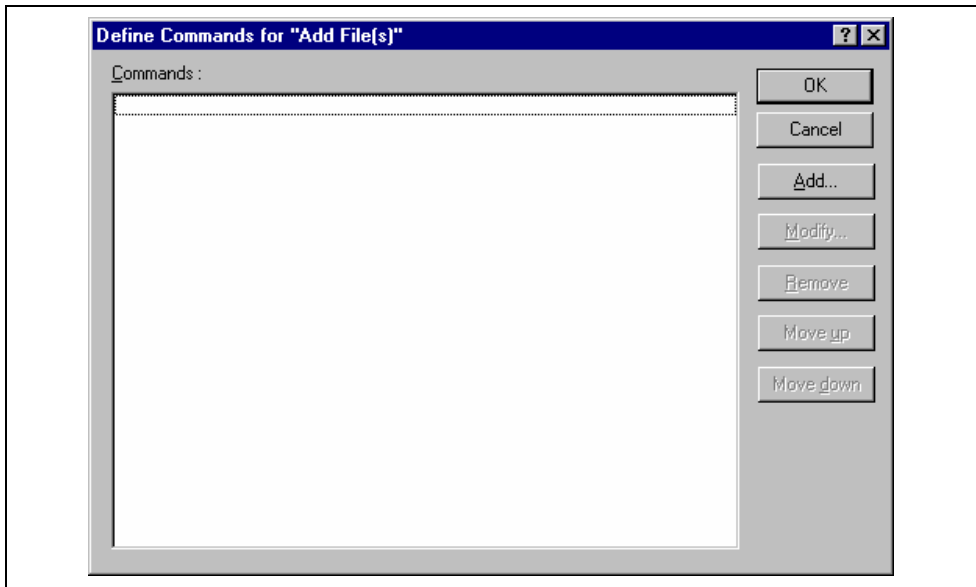 Define Commands for "Add File(s)"
Commands :
OK
Cancel
Add...
Modify...
Remove
Move up
Move down